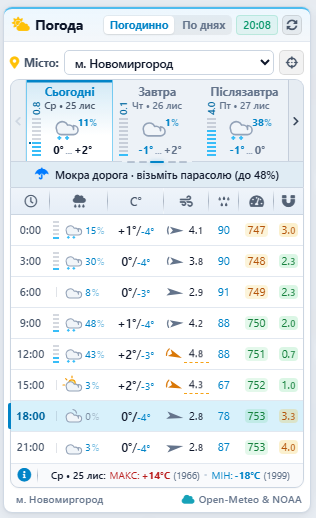 Погода Погодинно По днях 20:08
Місто: м. Новомиргород
Сьогодні Завтра Післязавтра
Ср • 25 лис Чт • 26 лис Пт • 27 лис
0.8 11% 0.1 1% 4.0 38%
0° ... +2° -1° ... +2° -1° ... 0°
Мокра дорога · візьміть парасолю (до 48%)
C°
0:00 15% +1°/-4° 4.1 90 747 3.0
3:00 30% 0°/-4° 3.8 90 748 2.3
6:00 8% 0°/-3° 2.9 91 749 2.3
9:00 48% +1°/-4° 4.2 88 750 2.0
12:00 43% +2°/-3° 4.8 88 751 0.7
15:00 3% +2°/-3° 4.3 67 752 1.0
18:00 0% 0°/-4° 2.8 78 753 3.3
21:00 3% 0°/-4° 2.8 87 753 4.0
Ср • 25 лис: МАКС: +14°C (1966) · МІН: -18°C (1999)
м. Новомиргород Open-Meteo & NOAA